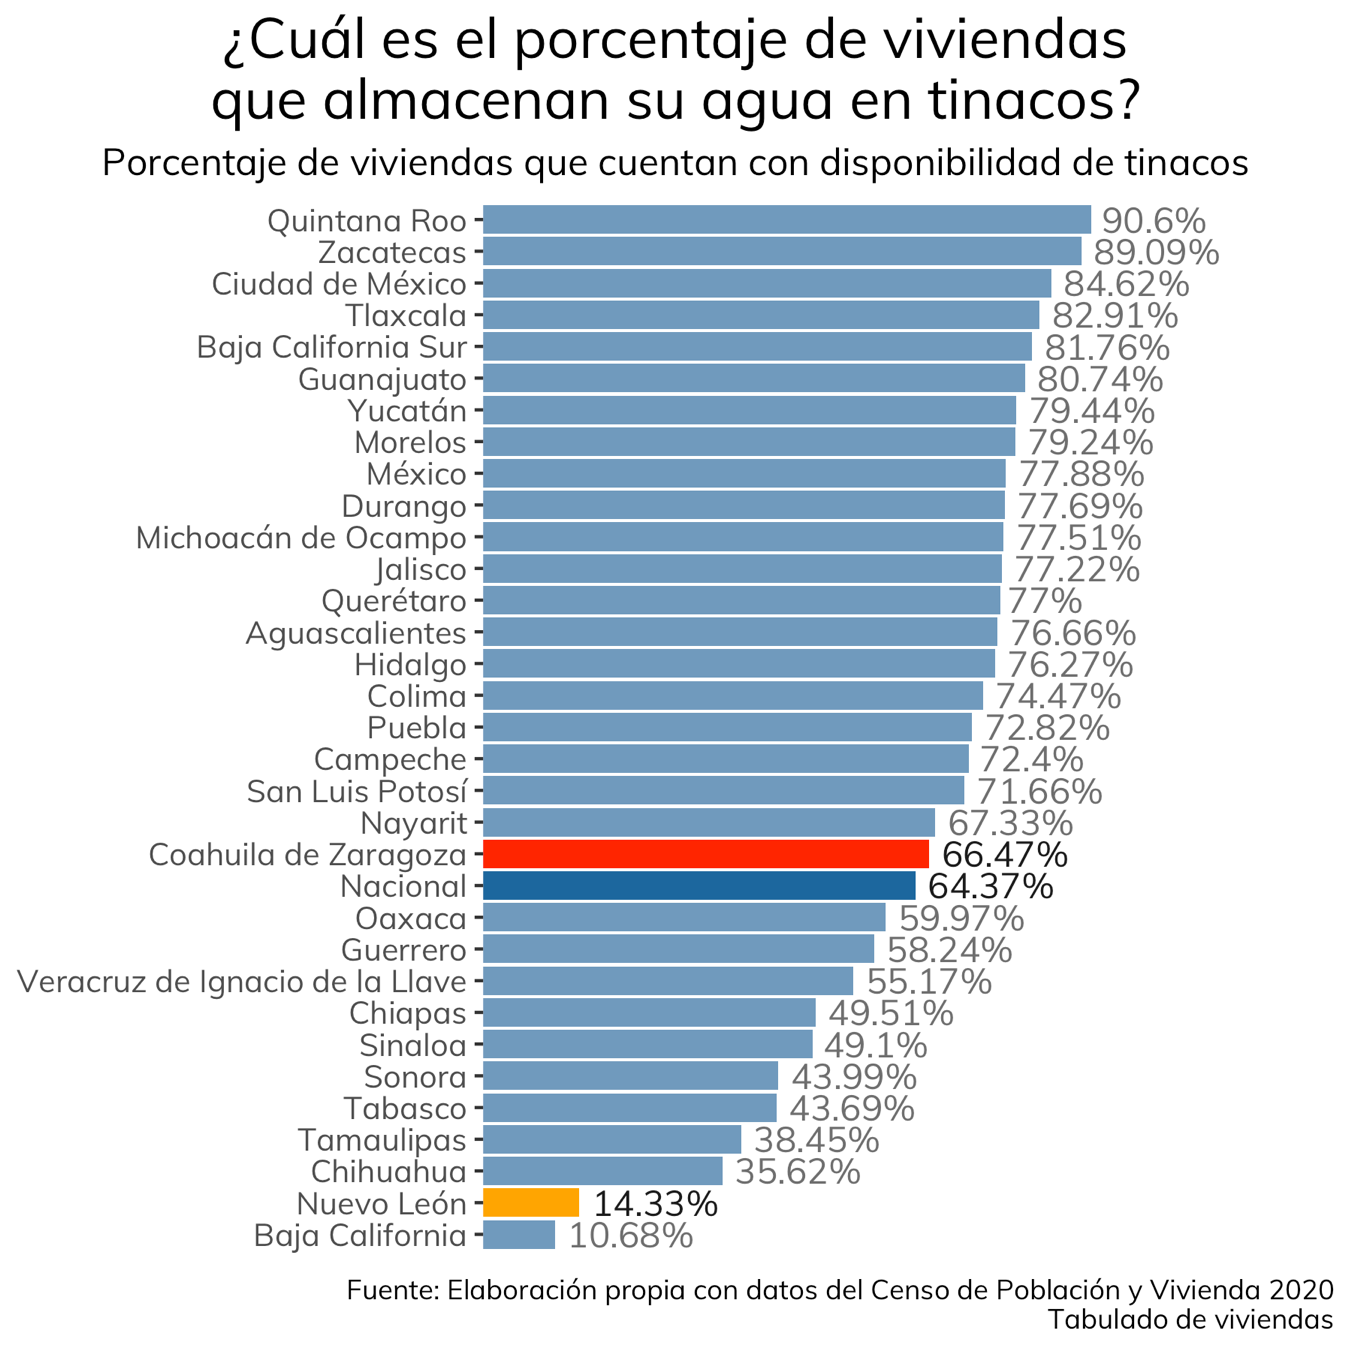 ¿Cuál es el porcentaje de viviendas
que almacenan su agua en tinacos?
Porcentaje de viviendas que cuentan con disponibilidad de tinacos
Quintana Roo 90.6%
Zacatecas 89.09%
Ciudad de México 84.62%
Tlaxcala 82.91%
Baja California Sur 81.76%
Guanajuato 80.74%
Yucatán 79.44%
Morelos 79.24%
México 77.88%
Durango 77.69%
Michoacán de Ocampo 77.51%
Jalisco 77.22%
Querétaro 77%
Aguascalientes 76.66%
Hidalgo 76.27%
Colima 74.47%
Puebla 72.82%
Campeche 72.4%
San Luis Potosí 71.66%
Nayarit 67.33%
Coahuila de Zaragoza 66.47%
Nacional 64.37%
Oaxaca 59.97%
Guerrero 58.24%
Veracruz de Ignacio de la Llave 55.17%
Chiapas 49.51%
Sinaloa 49.1%
Sonora 43.99%
Tabasco 43.69%
Tamaulipas 38.45%
Chihuahua 35.62%
Nuevo León 14.33%
Baja California 10.68%
Fuente: Elaboración propia con datos del Censo de Población y Vivienda 2020
Tabulado de viviendas